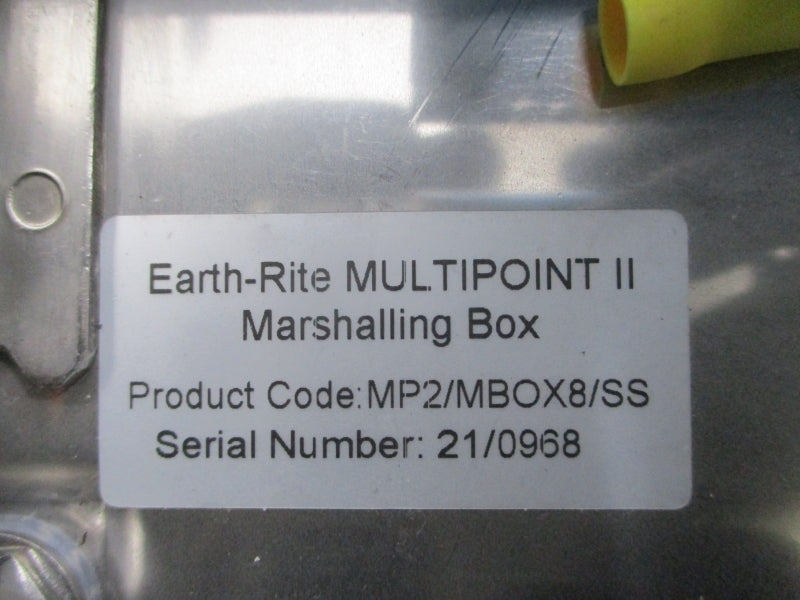 Earth-Rite MULTIPOINT II
Marshalling Box
Product Code:MP2/MBOX8/SS
Serial Number: 21/0968